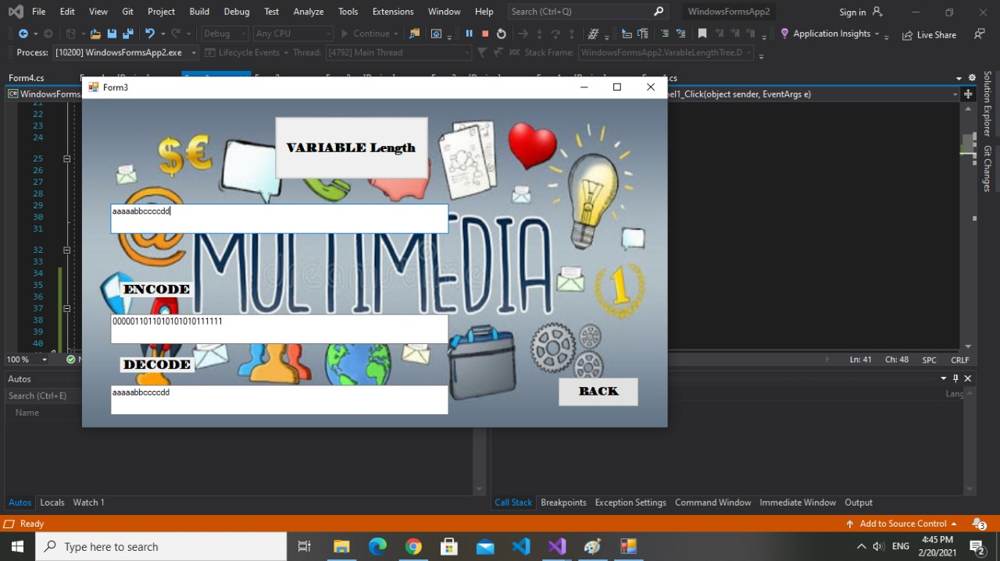 File Edit View Git Project Build Debug Test Analyze Tools Extensions Window Help Search (Ctrl+Q) WindowsFormsApp2 Sign in
Debug Any CPU Continue Application Insights Live Share
Process: [10200] WindowsFormsApp2.exe Lifecycle Events Thread: [4792] Main Thread Stack Frame: WindowsFormsApp2.VarableLengthTree.D
Form4.cs
Form3
WindowsForms
bel1_Click(object sender, EventArgs e)
21
22
23
24
25
26
27
28
29
30
31
32
33
34
35
36
37
38
39
40
VARIABLE Length
$€
aaaaabbccccdd
@
MULTIMEDIA
1
ENCODE
0000011011010101010111111
DECODE
aaaaabbccccdd
BACK
100 %
Ln: 41 Ch: 48 SPC CRLF
Autos
Search (Ctrl+E)
Name
Lang
Solution Explorer
Git Changes
Autos Locals Watch 1
Call Stack Breakpoints Exception Settings Command Window Immediate Window Output
Ready
Add to Source Control
3
Type here to search
ENG
4:45 PM
2/20/2021
2